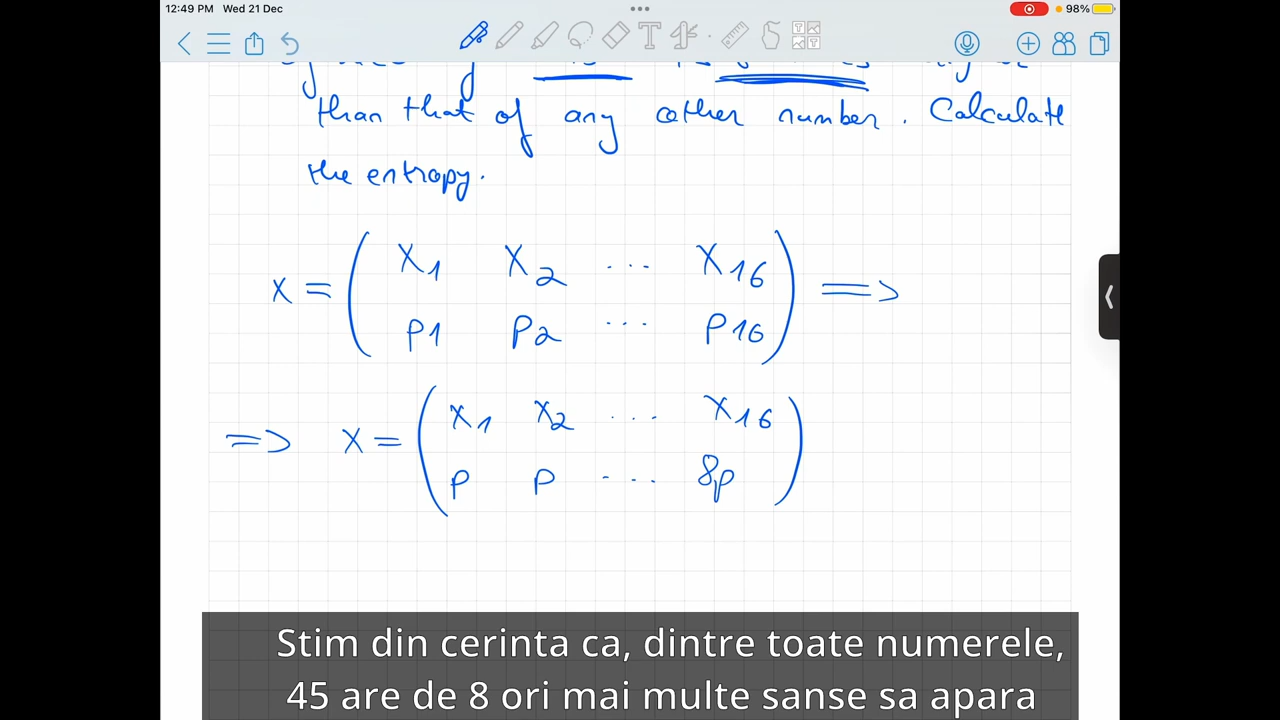 12:49 PM Wed 21 Dec
98%
than that of any other number. Calculate
the entropy.
X = ( X1 X2 ... X16 ) =>
p1 p2 ... p16
=> X = ( X1 X2 ... X16 )
p p ... 8p
Stim din cerinta ca, dintre toate numerele,
45 are de 8 ori mai multe sanse sa apara